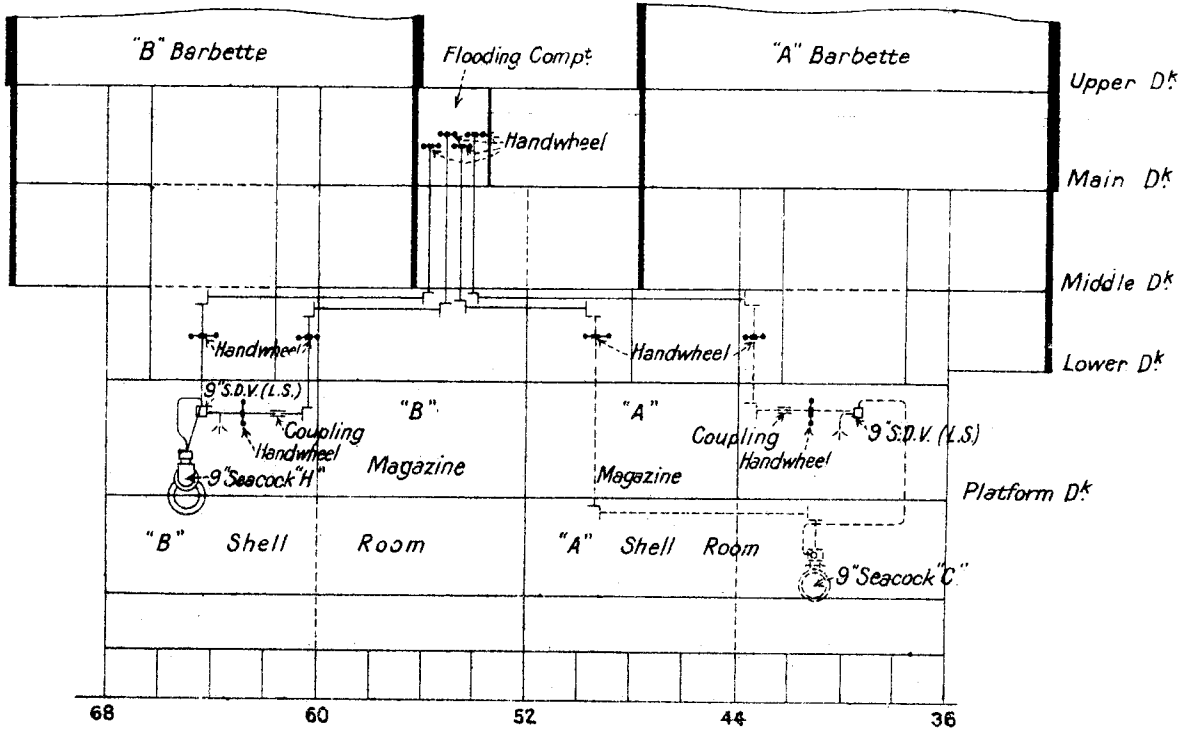 "B" Barbette
Flooding Compt
"A" Barbette
Upper Dk
Handwheel
Main Dk
Middle Dk
Handwheel
Handwheel
Lower Dk
9" S.D.V. (L.S.)
"B"
"A"
Coupling
Handwheel
Coupling
Handwheel
9" S.D.V. (L.S)
Magazine
Magazine
9" Seacock "H"
Platform Dk
"B" Shell Room
"A" Shell Room
9" Seacock "C"
68 60 52 44 36